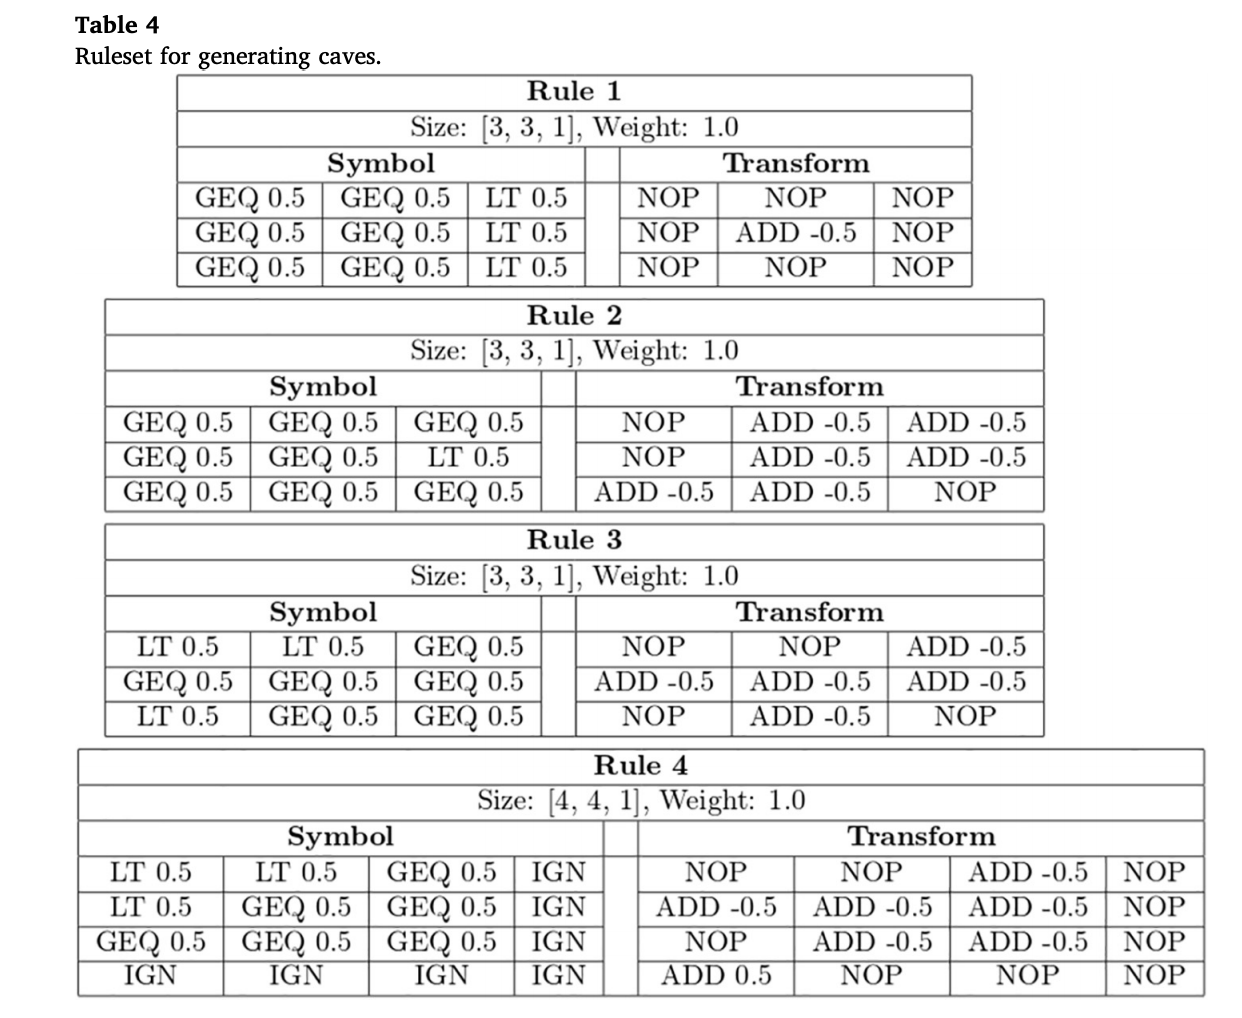 Table 4
Ruleset for generating caves.
Rule 1
Size: [3, 3, 1], Weight: 1.0
Symbol Transform
GEQ 0.5 GEQ 0.5 LT 0.5 NOP NOP NOP
GEQ 0.5 GEQ 0.5 LT 0.5 NOP ADD -0.5 NOP
GEQ 0.5 GEQ 0.5 LT 0.5 NOP NOP NOP
Rule 2
Size: [3, 3, 1], Weight: 1.0
Symbol Transform
GEQ 0.5 GEQ 0.5 GEQ 0.5 NOP ADD -0.5 ADD -0.5
GEQ 0.5 GEQ 0.5 LT 0.5 NOP ADD -0.5 ADD -0.5
GEQ 0.5 GEQ 0.5 GEQ 0.5 ADD -0.5 ADD -0.5 NOP
Rule 3
Size: [3, 3, 1], Weight: 1.0
Symbol Transform
LT 0.5 LT 0.5 GEQ 0.5 NOP NOP ADD -0.5
GEQ 0.5 GEQ 0.5 GEQ 0.5 ADD -0.5 ADD -0.5 ADD -0.5
LT 0.5 GEQ 0.5 GEQ 0.5 NOP ADD -0.5 NOP
Rule 4
Size: [4, 4, 1], Weight: 1.0
Symbol Transform
LT 0.5 LT 0.5 GEQ 0.5 IGN NOP NOP ADD -0.5 NOP
LT 0.5 GEQ 0.5 GEQ 0.5 IGN ADD -0.5 ADD -0.5 ADD -0.5 NOP
GEQ 0.5 GEQ 0.5 GEQ 0.5 IGN NOP ADD -0.5 ADD -0.5 NOP
IGN IGN IGN IGN ADD 0.5 NOP NOP NOP